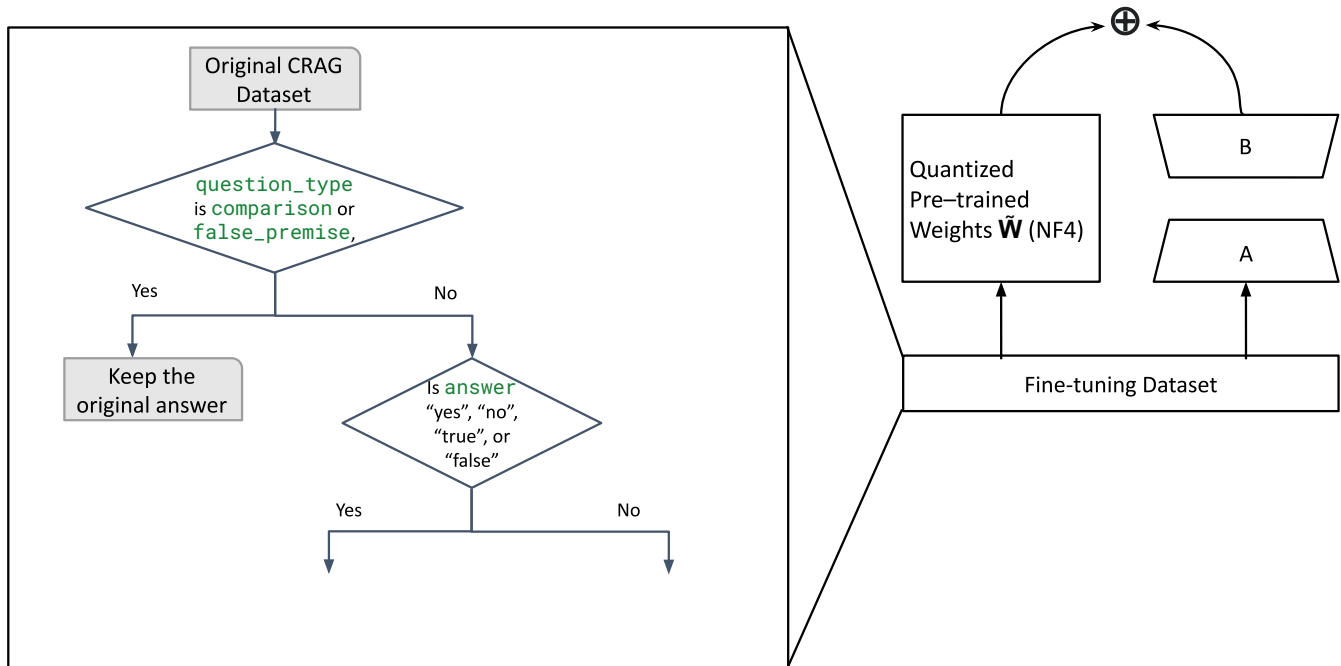 Original CRAG
Dataset
question_type
is comparison or
false_premise,
Yes
No
Keep the
original answer
Is answer
“yes”, “no”,
“true”, or
“false”
Yes
No
Quantized
Pre–trained
Weights W̃ (NF4)
B
A
Fine-tuning Dataset